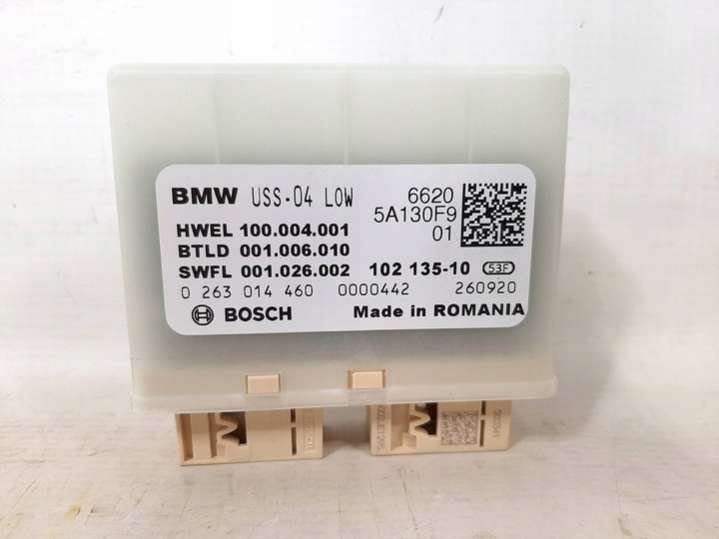 BMW USS-04 LOW 6620
5A130F9
HWEL 100.004.001 01
BTLD 001.006.010
SWFL 001.026.002 102 135-10 53F
0 263 014 460 0000442 260920
BOSCH Made in ROMANIA